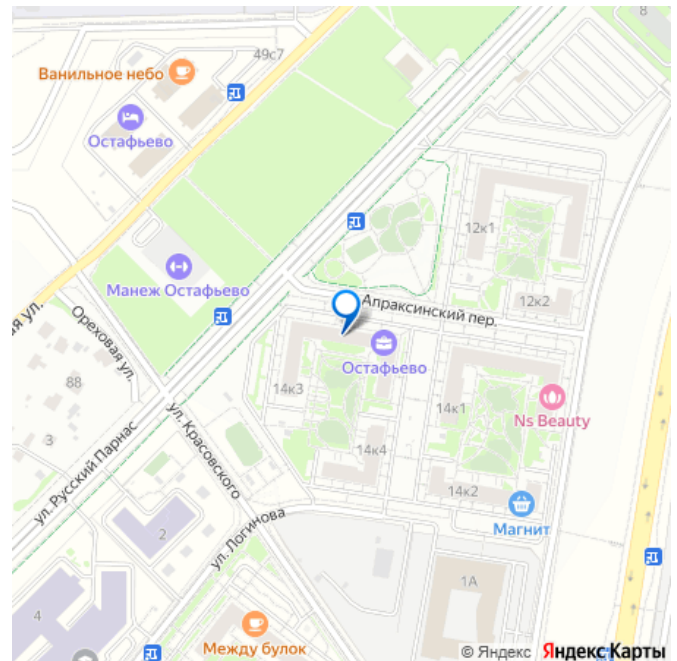 8
49с7
Ванильное небо
Остафьево
12к1
Манеж Остафьево
12к2
Апраксинский пер.
ая ул.
Ореховая ул.
Остафьево
88
14к3
14к1
Ns Beauty
3
ул. Красовского
14к4
ул. Русский Парнас
14к2
Магнит
ул. Логинова
2
1А
4
Между булок
© Яндекс Яндекс Карты